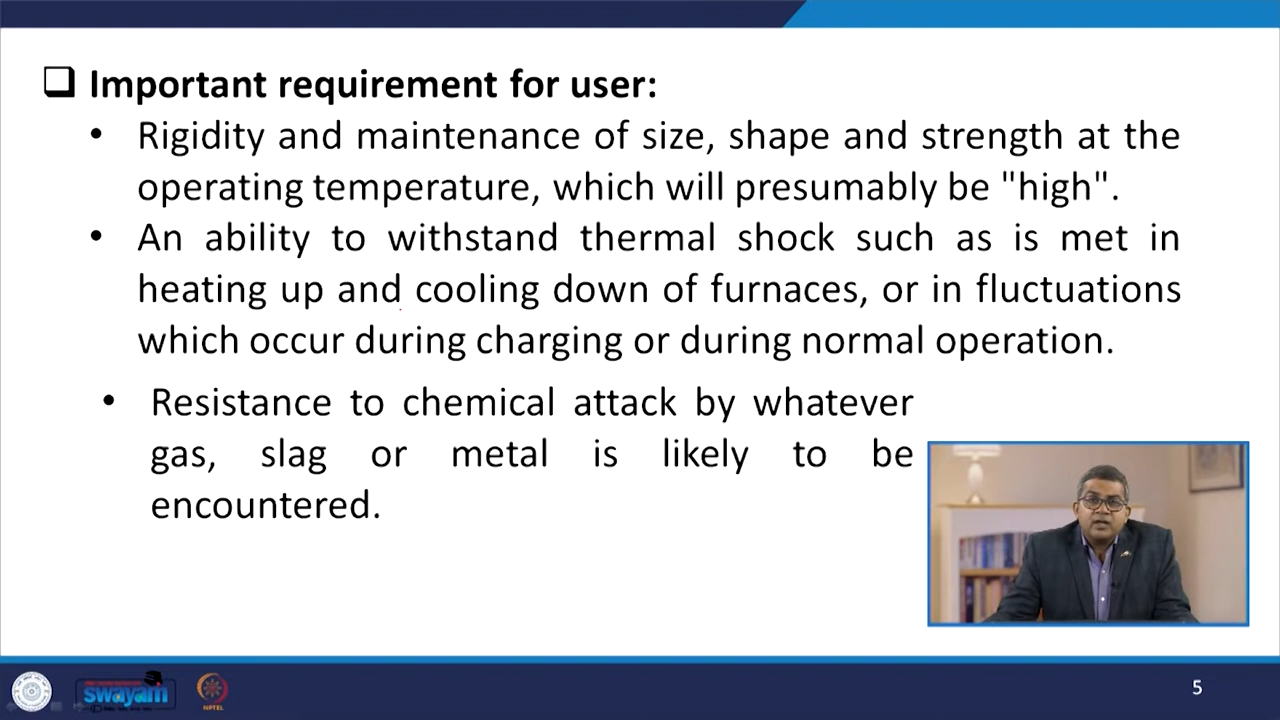 Important requirement for user:
• Rigidity and maintenance of size, shape and strength at the
operating temperature, which will presumably be "high".
• An ability to withstand thermal shock such as is met in
heating up and cooling down of furnaces, or in fluctuations
which occur during charging or during normal operation.
• Resistance to chemical attack by whatever
gas, slag or metal is likely to be
encountered.
swayam
NPTEL
5